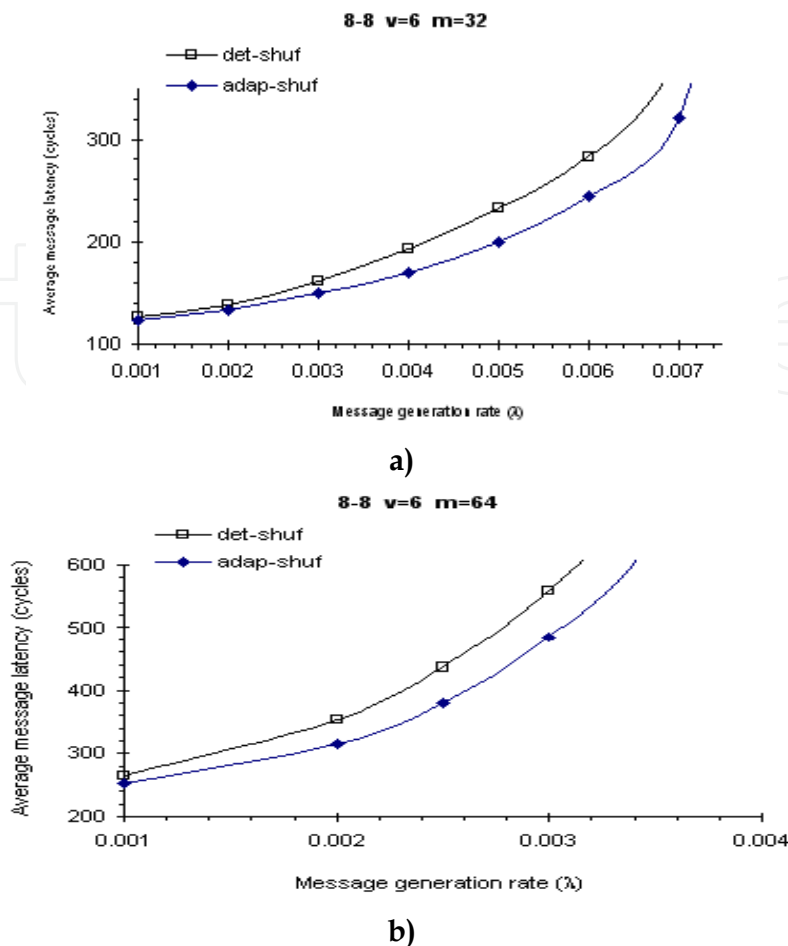 8-8 v=6 m=32
det-shuf
adap-shuf
Average message latency (cycles)
300
200
100
0.001 0.002 0.003 0.004 0.005 0.006 0.007
Message generation rate (λ)
a)
8-8 v=6 m=64
det-shuf
adap-shuf
Average message latency (cycles)
600
500
400
300
200
0.001 0.002 0.003 0.004
Message generation rate (λ)
b)